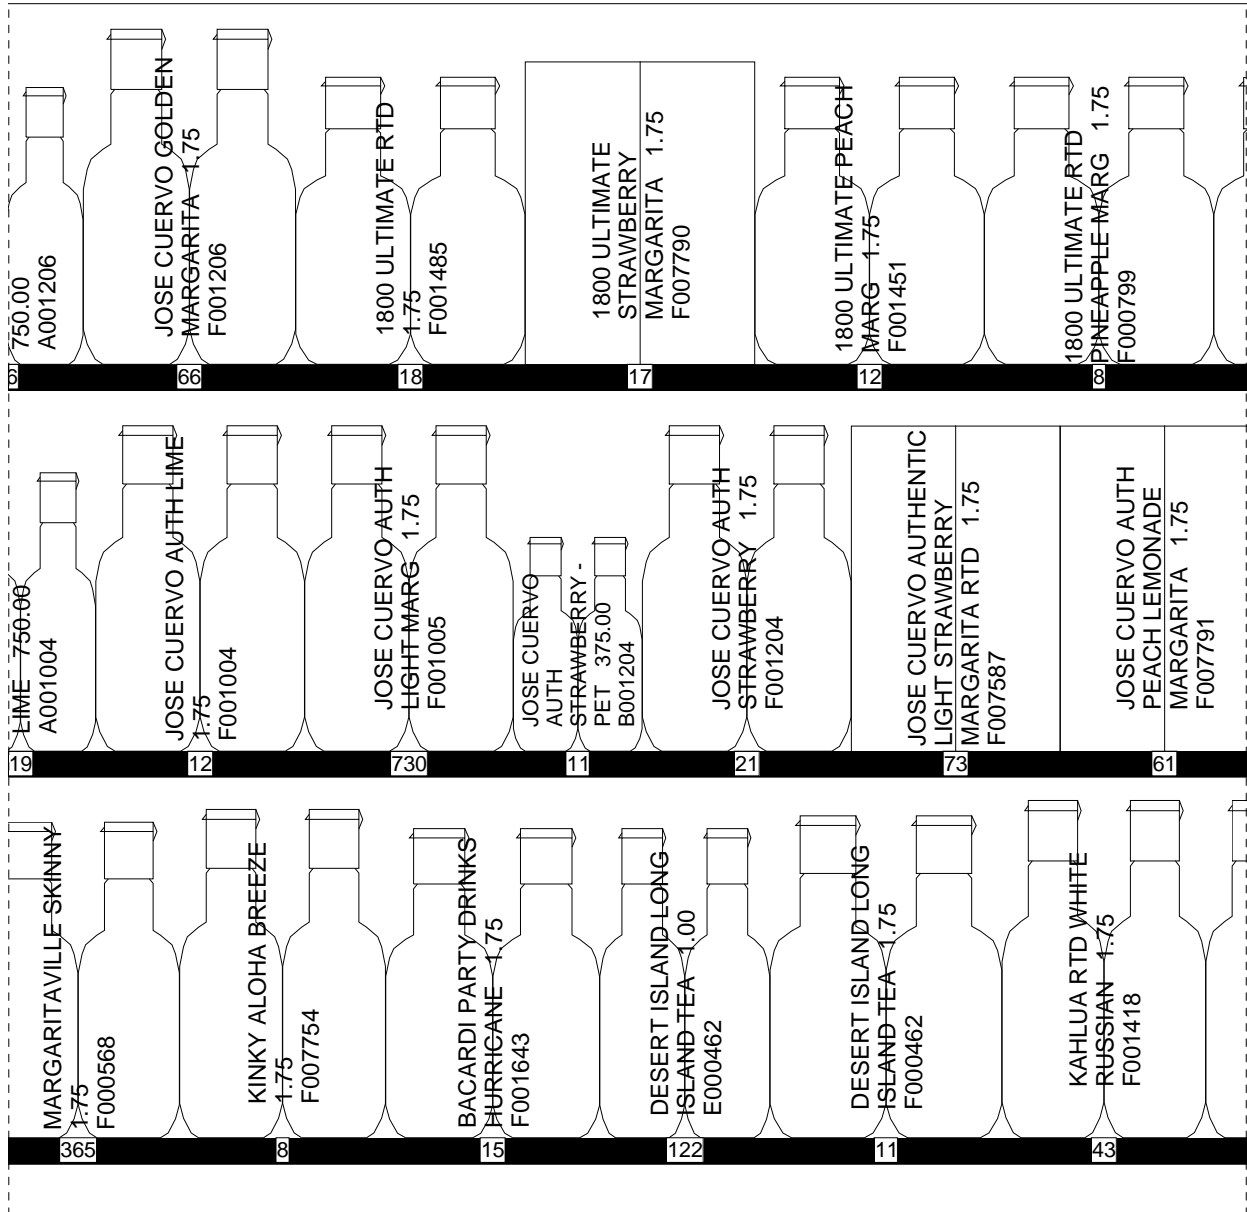 750.00
A001206
JOSE CUERVO GOLDEN
MARGARITA 1.75
F001206
1800 ULTIMATE RTD
1.75
F001485
1800 ULTIMATE
STRAWBERRY
MARGARITA 1.75
F007790
1800 ULTIMATE PEACH
MARG 1.75
F001451
1800 ULTIMATE RTD
PINEAPPLE MARG 1.75
F000799
6 66 18 17 12 8
LIME 750.00
A001004
JOSE CUERVO AUTH LIME
1.75
F001004
JOSE CUERVO AUTH
LIGHT MARG 1.75
F001005
JOSE CUERVO
AUTH
STRAWBERRY -
PET 375.00
B001204
JOSE CUERVO AUTH
STRAWBERRY 1.75
F001204
JOSE CUERVO AUTHENTIC
LIGHT STRAWBERRY
MARGARITA RTD 1.75
F007587
JOSE CUERVO AUTH
PEACH LEMONADE
MARGARITA 1.75
F007791
19 12 730 11 21 73 61
MARGARITAVILLE SKINNY
1.75
F000568
KINKY ALOHA BREEZE
1.75
F007754
BACARDI PARTY DRINKS
HURRICANE 1.75
F001643
DESERT ISLAND LONG
ISLAND TEA 1.00
E000462
DESERT ISLAND LONG
ISLAND TEA 1.75
F000462
KAHLUA RTD WHITE
RUSSIAN 1.75
F001418
365 8 15 122 11 43